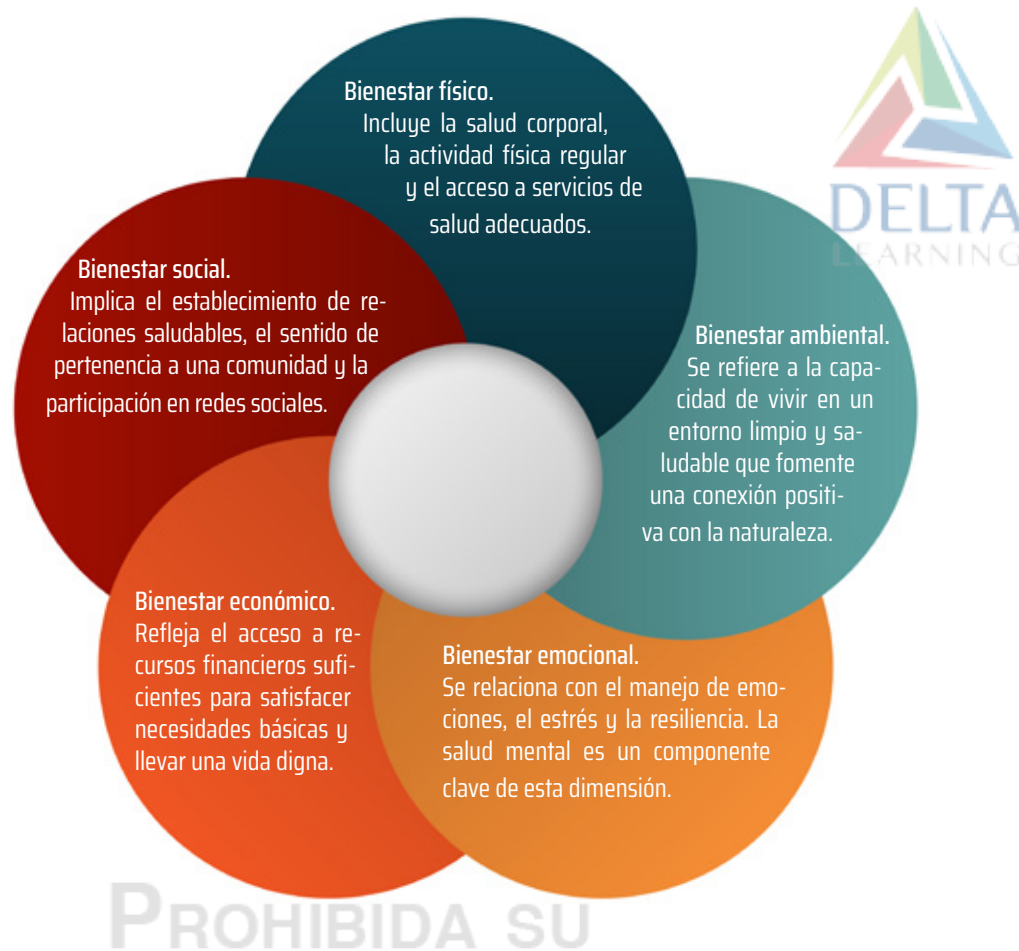 Bienestar físico.
Incluye la salud corporal,
la actividad física regular
y el acceso a servicios de
salud adecuados.
DELTA
LEARNING
Bienestar social.
Implica el establecimiento de re-
laciones saludables, el sentido de
pertenencia a una comunidad y la
participación en redes sociales.
Bienestar ambiental.
Se refiere a la capa-
cidad de vivir en un
entorno limpio y sa-
ludable que fomente
una conexión positi-
va con la naturaleza.
Bienestar económico.
Refleja el acceso a re-
cursos financieros sufi-
cientes para satisfacer
necesidades básicas y
llevar una vida digna.
Bienestar emocional.
Se relaciona con el manejo de emo-
ciones, el estrés y la resiliencia. La
salud mental es un componente
clave de esta dimensión.
PROHIBIDA SU